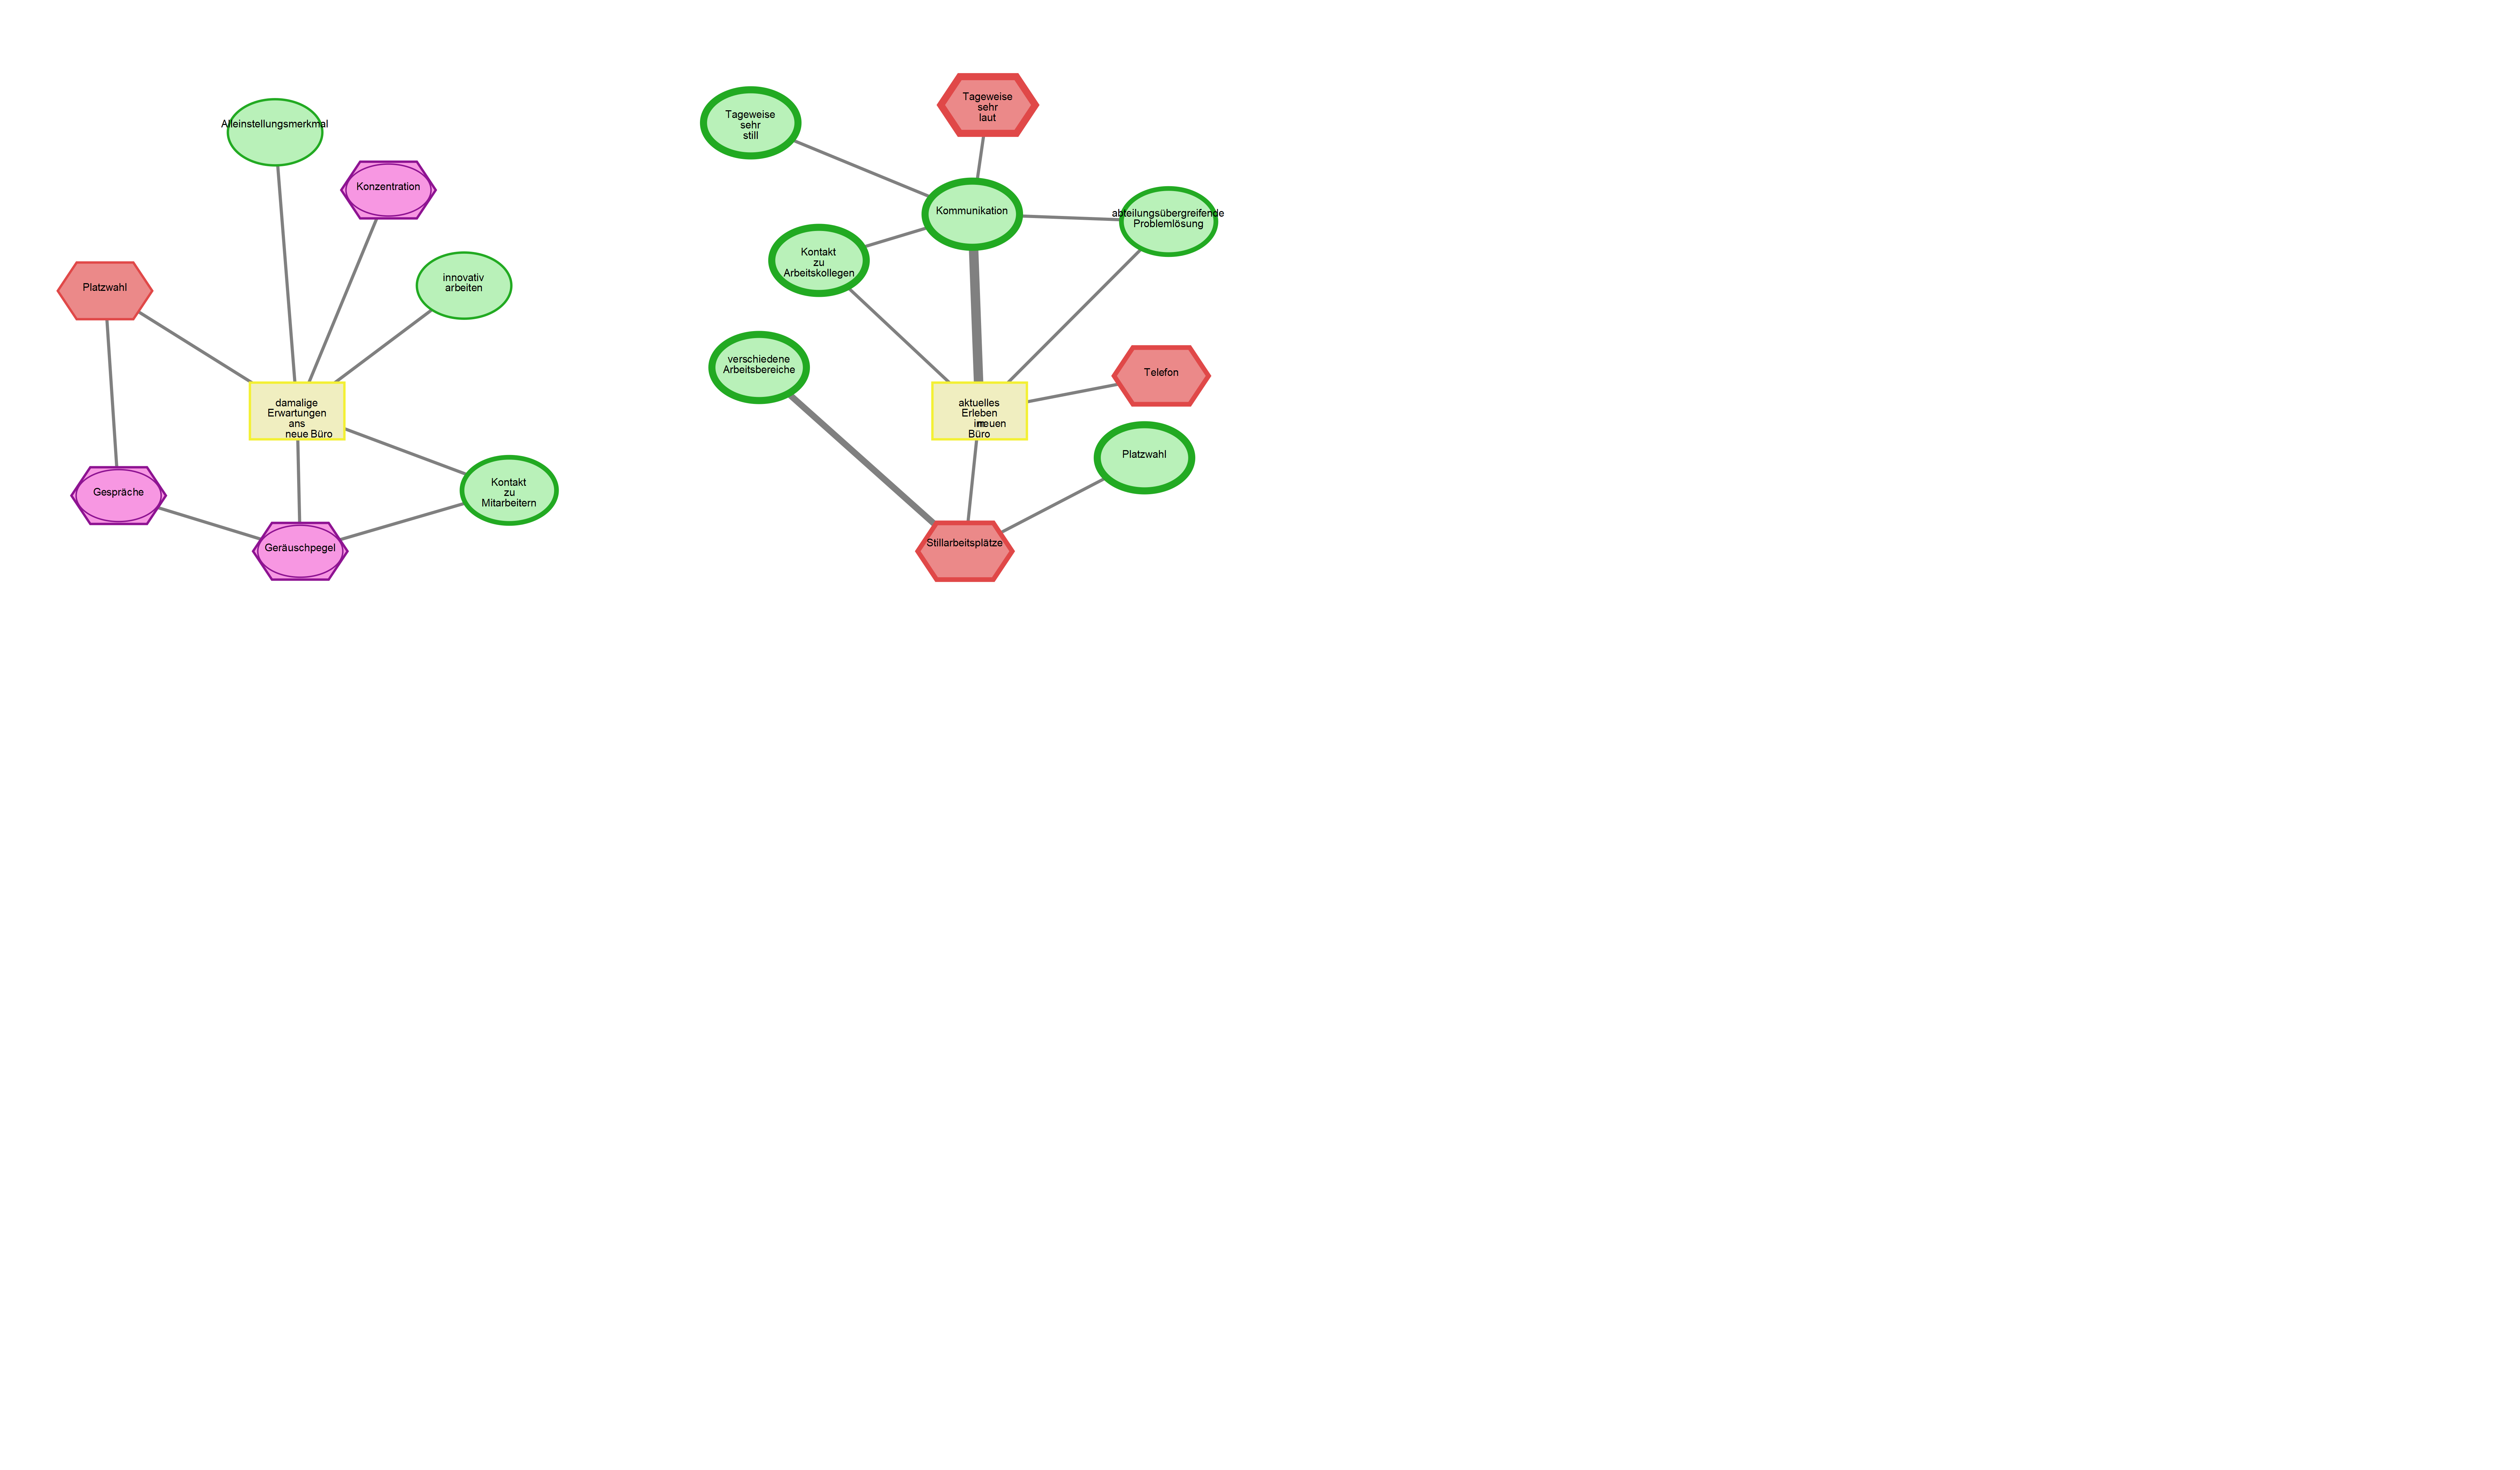 Alleinstellungsmerkmal
Konzentration
innovativ
arbeiten
Platzwahl
damalige
Erwartungen
ans
neue Büro
Gespräche
Geräuschpegel
Kontakt
zu
Mitarbeitern
Tageweise
sehr
still
Tageweise
sehr
laut
Kommunikation
abteilungsübergreifende
Problemlösung
Kontakt
zu
Arbeitskollegen
verschiedene
Arbeitsbereiche
Telefon
aktuelles
Erleben
im neuen
Büro
Platzwahl
Stillarbeitsplätze